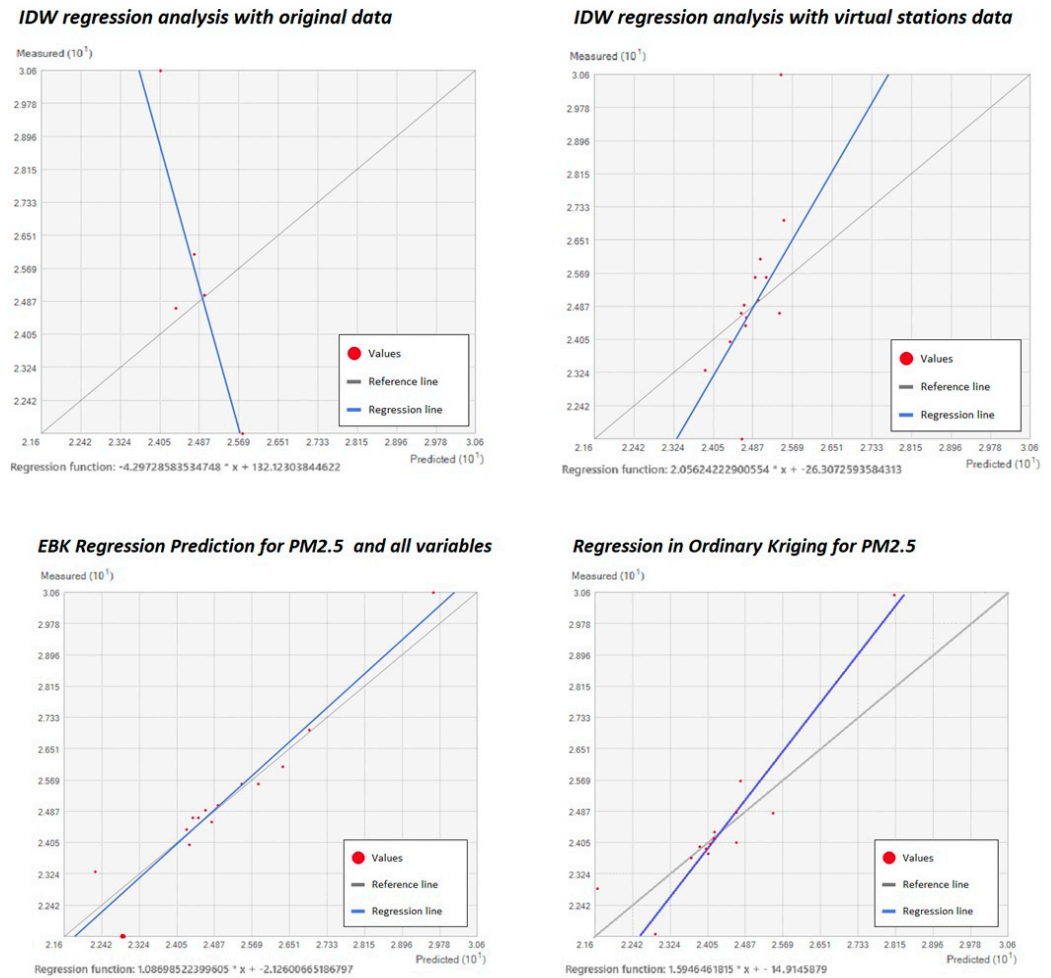 IDW regression analysis with original data
Measured (10¹)
3.06
2.978
2.896
2.815
2.733
2.651
2.569
2.487
2.405
2.324
2.242
Values
Reference line
Regression line
2.16 2.242 2.324 2.405 2.487 2.569 2.651 2.733 2.815 2.896 2.978 3.06
Predicted (10¹)
Regression function: -4.29728583534748 * x + 132.12303844622
IDW regression analysis with virtual stations data
Measured (10¹)
3.06
2.978
2.896
2.815
2.733
2.651
2.569
2.487
2.405
2.324
2.242
Values
Reference line
Regression line
2.16 2.242 2.324 2.405 2.487 2.569 2.651 2.733 2.815 2.896 2.978 3.06
Predicted (10¹)
Regression function: 2.05624222900554 * x + -26.3072593584313
EBK Regression Prediction for PM2.5 and all variables
Measured (10¹)
3.06
2.978
2.896
2.815
2.733
2.651
2.569
2.487
2.405
2.324
2.242
Values
Reference line
Regression line
2.16 2.242 2.324 2.405 2.487 2.569 2.651 2.733 2.815 2.896 2.978 3.06
Predicted (10¹)
Regression function: 1.08698522399605 * x + -2.12600665186797
Regression in Ordinary Kriging for PM2.5
Measured (10¹)
3.06
2.978
2.896
2.815
2.733
2.651
2.569
2.487
2.405
2.324
2.242
Values
Reference line
Regression line
2.16 2.242 2.324 2.405 2.487 2.569 2.651 2.733 2.815 2.896 2.978 3.06
Predicted (10¹)
Regression function: 1.5946461815 * x + - 14.9145879